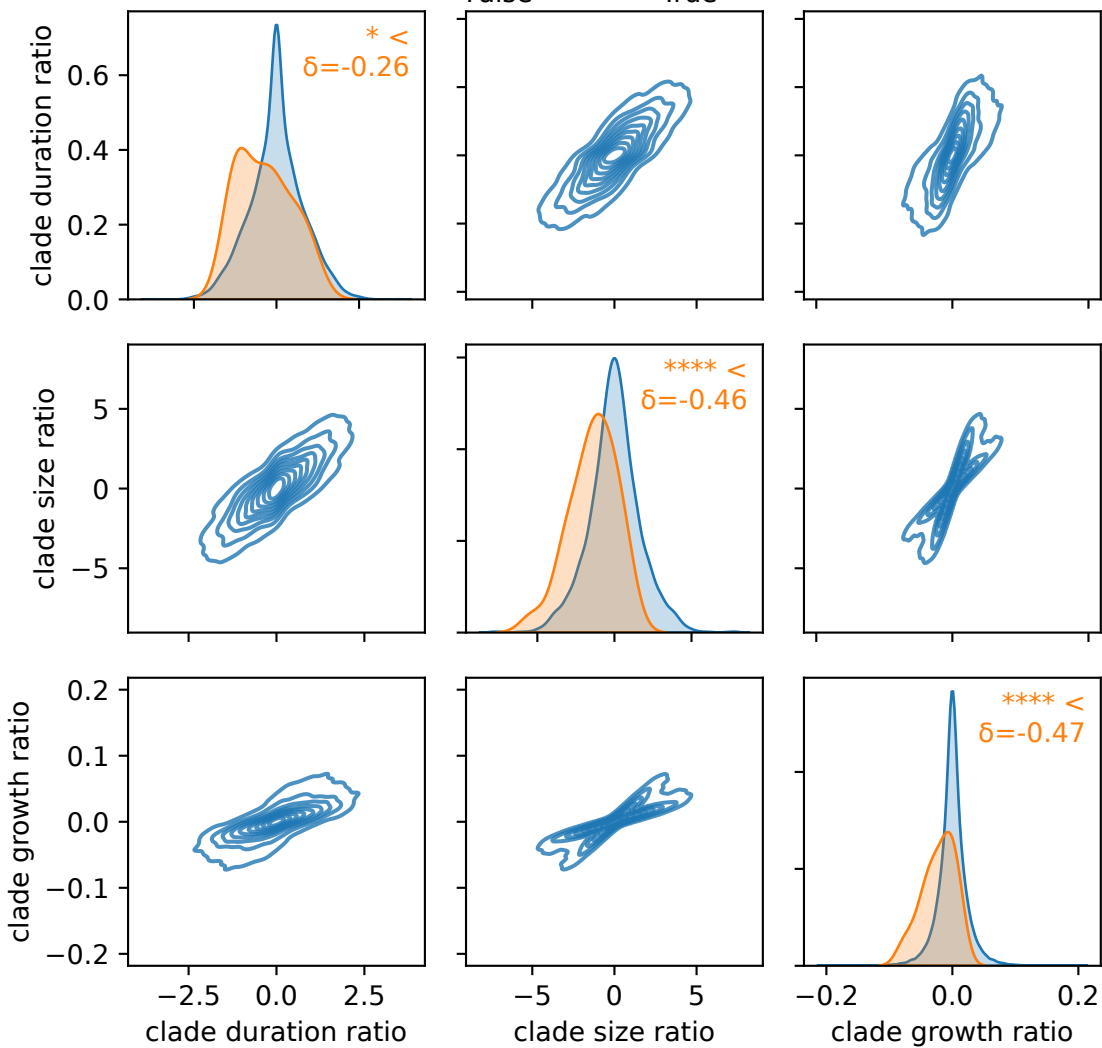 False True
clade duration ratio
0.6
0.4
0.2
0.0
* <
δ=-0.26
clade size ratio
5
0
−5
**** <
δ=-0.46
clade growth ratio
0.2
0.1
0.0
−0.1
−0.2
**** <
δ=-0.47
−2.5 0.0 2.5
−5 0 5
−0.2 0.0 0.2
clade duration ratio
clade size ratio
clade growth ratio